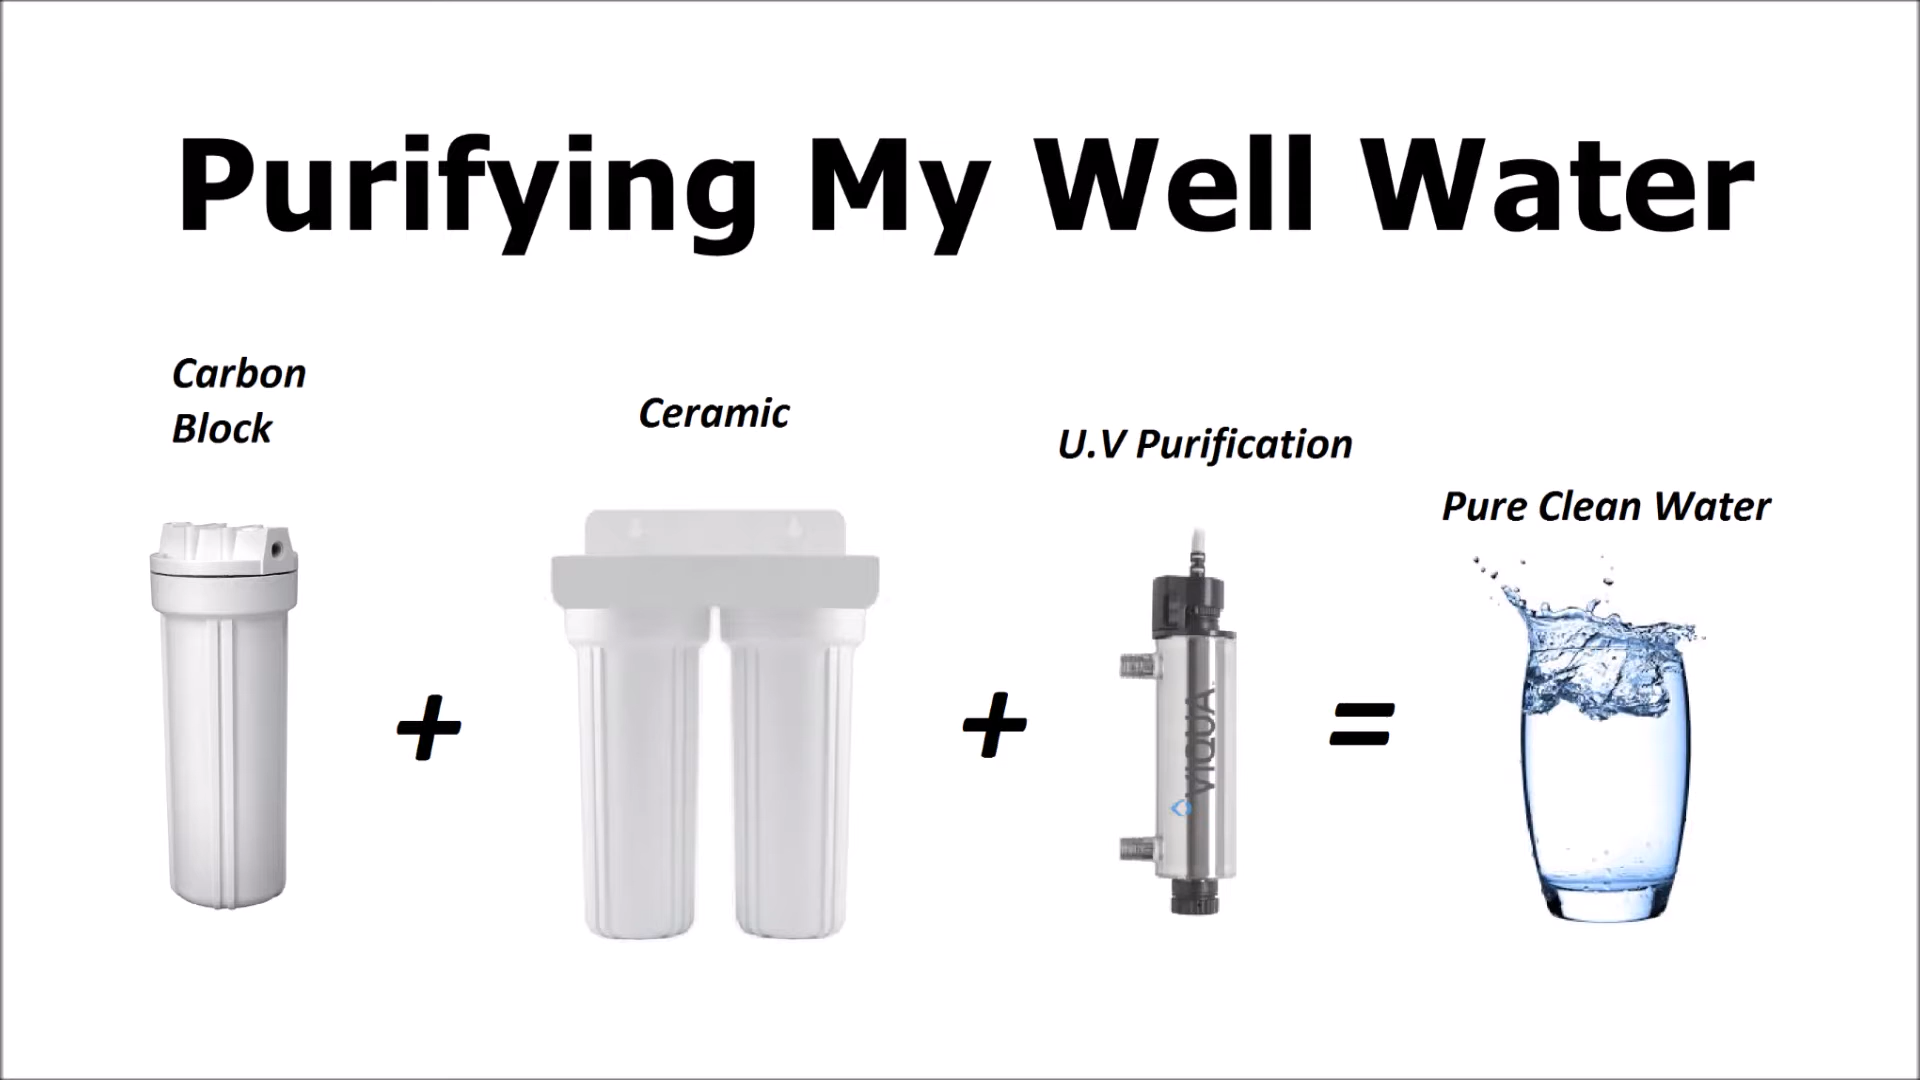 Purifying My Well Water
Carbon
Block
Ceramic
U.V Purification
Pure Clean Water
+
+
=
VIQUA